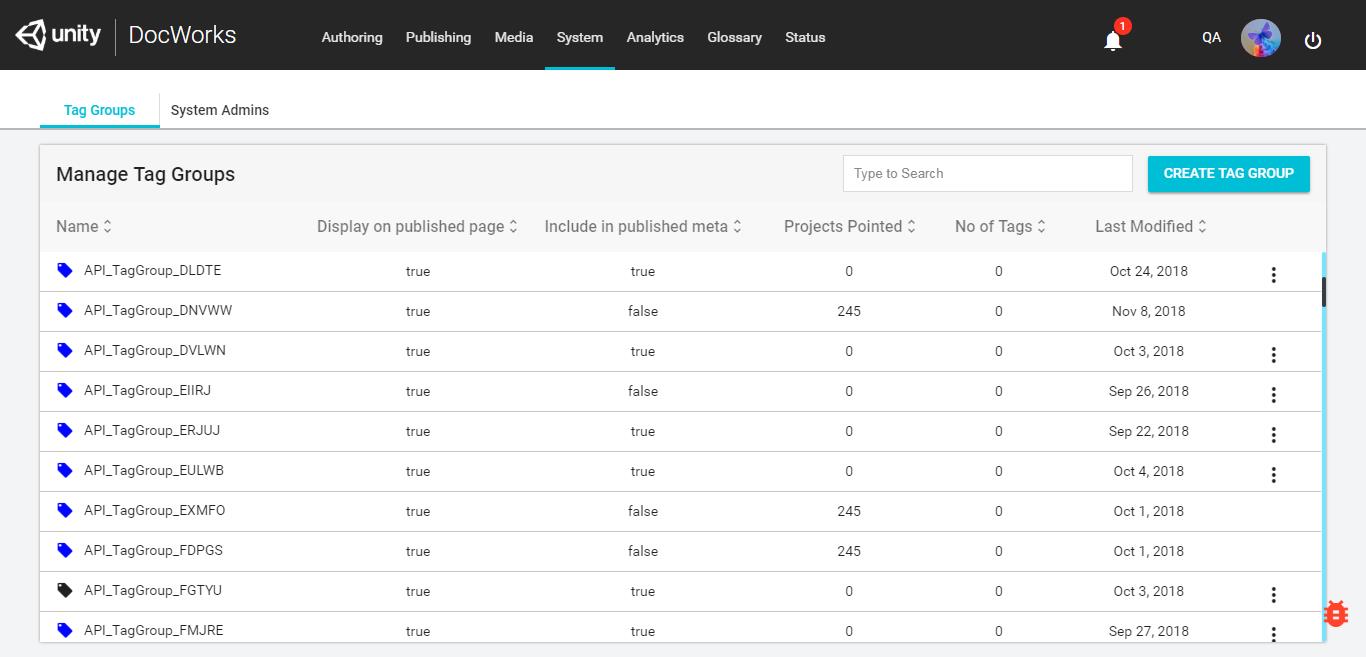 unity DocWorks Authoring Publishing Media System Analytics Glossary Status 1 QA
Tag Groups System Admins
Manage Tag Groups Type to Search CREATE TAG GROUP
Name Display on published page Include in published meta Projects Pointed No of Tags Last Modified
API_TagGroup_DLDTE true true 0 0 Oct 24, 2018
API_TagGroup_DNVWW true false 245 0 Nov 8, 2018
API_TagGroup_DVLWN true true 0 0 Oct 3, 2018
API_TagGroup_EIIRJ true false 0 0 Sep 26, 2018
API_TagGroup_ERJUJ true true 0 0 Sep 22, 2018
API_TagGroup_EULWB true true 0 0 Oct 4, 2018
API_TagGroup_EXMFO true false 245 0 Oct 1, 2018
API_TagGroup_FDPGS true false 245 0 Oct 1, 2018
API_TagGroup_FGTYU true true 0 0 Oct 3, 2018
API_TagGroup_FMJRE true true 0 0 Sep 27, 2018